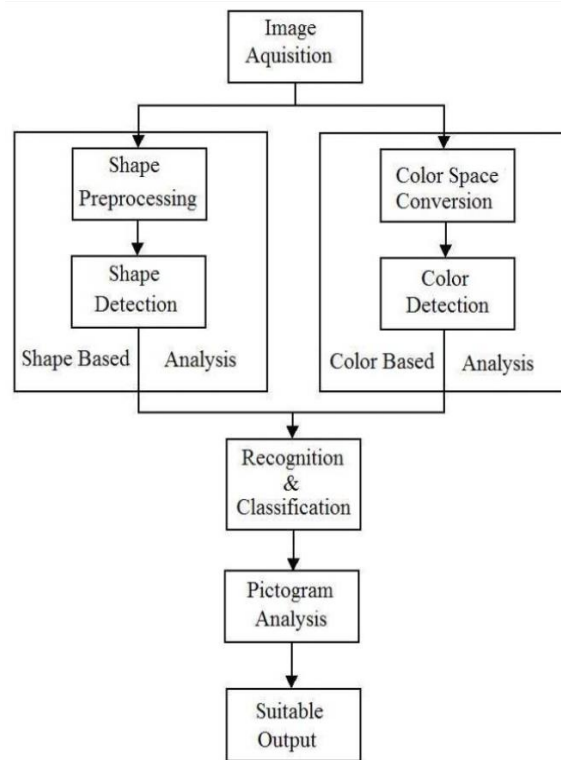 Image
Aquisition
Shape
Preprocessing
Shape
Detection
Shape Based Analysis
Color Space
Conversion
Color
Detection
Color Based Analysis
Recognition
&
Classification
Pictogram
Analysis
Suitable
Output